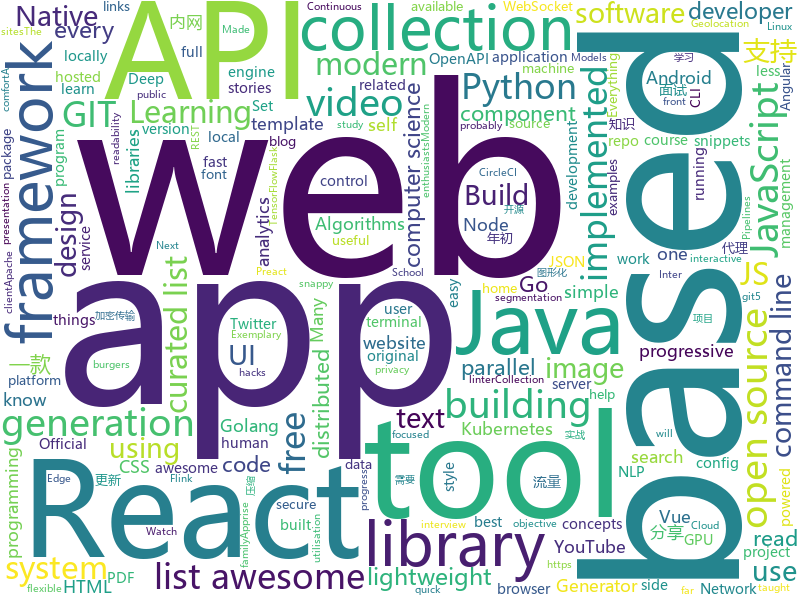 web
app
based
API
React
tool
Java
collection
library
framework
Native
every
内网
links
Made
locally
hosted
full
Deep
engine
stories
related
learn
public
GIT
Learning
Set
version
REST
template
self
program
local
fast
font
blog
libraries
modern
video
available
WebSocket
Continuous
OpenAPI
application
Models
Python
component
study
probably
source
software
developer
Linux
Geolocation
支持
machine
学习
Everything
Android
less
面试
front
CLI
Angular
知识
repo
course
snippets
JavaScript
implemented
computer science
enthusiastsModern
development
running
examples
management
programming
package
readability
presentation
design
service
analytics
control
TensorFlowFlask
Build
CircleCI
Node
开源
年初
Algorithms
useful
Go
JSON
代理
Pipelines
work
one
JS
interactive
clientApache
things
Next
Preact
snappy
School
home
图形化
Inter
git5
simple
easy
segmentation
加密传输
Many
user
terminal
Twitter
Exemplary
original
website
UI
hacks
distributed
parallel
progressive
项目
sitesThe
一款
curated list
burgers
privacy
server
image
linterCollection
platform
know
generation
building
help
open source
command line
free
text
Kubernetes
Official
using
code
Golang
human
awesome
data
CSS
config
search
NLP
focused
will
实战
programming
更新
Edge
Flink
压缩
progress
需要
style
流量
concepts
best
objective
Vue
Cloud
powered
分享
GPU
system
secure
built
familyApprise
utilisation
interview
YouTube
read
project
comfortA
PDF
HTML
Watch
list awesome
lightweight
quick
browser
https
Generator
side
Network
taught
far
use
flexible